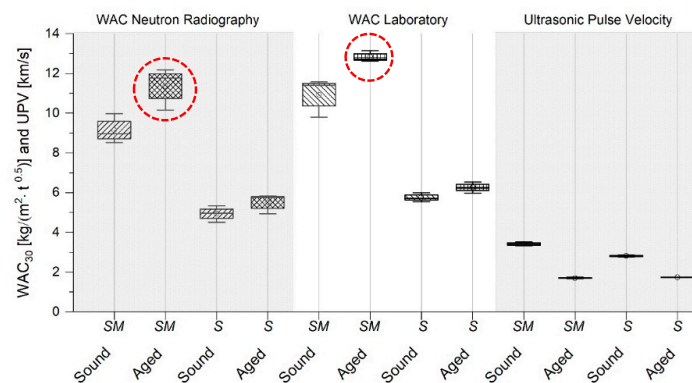 WAC Neutron Radiography WAC Laboratory Ultrasonic Pulse Velocity
WAC30 [kg/(m²· t 0.5)] and UPV [km/s]
14
12
10
8
6
4
2
0
SM SM S S SM SM S S SM SM S S
Sound Aged Sound Aged Sound Aged Sound Aged Sound Aged Sound Aged